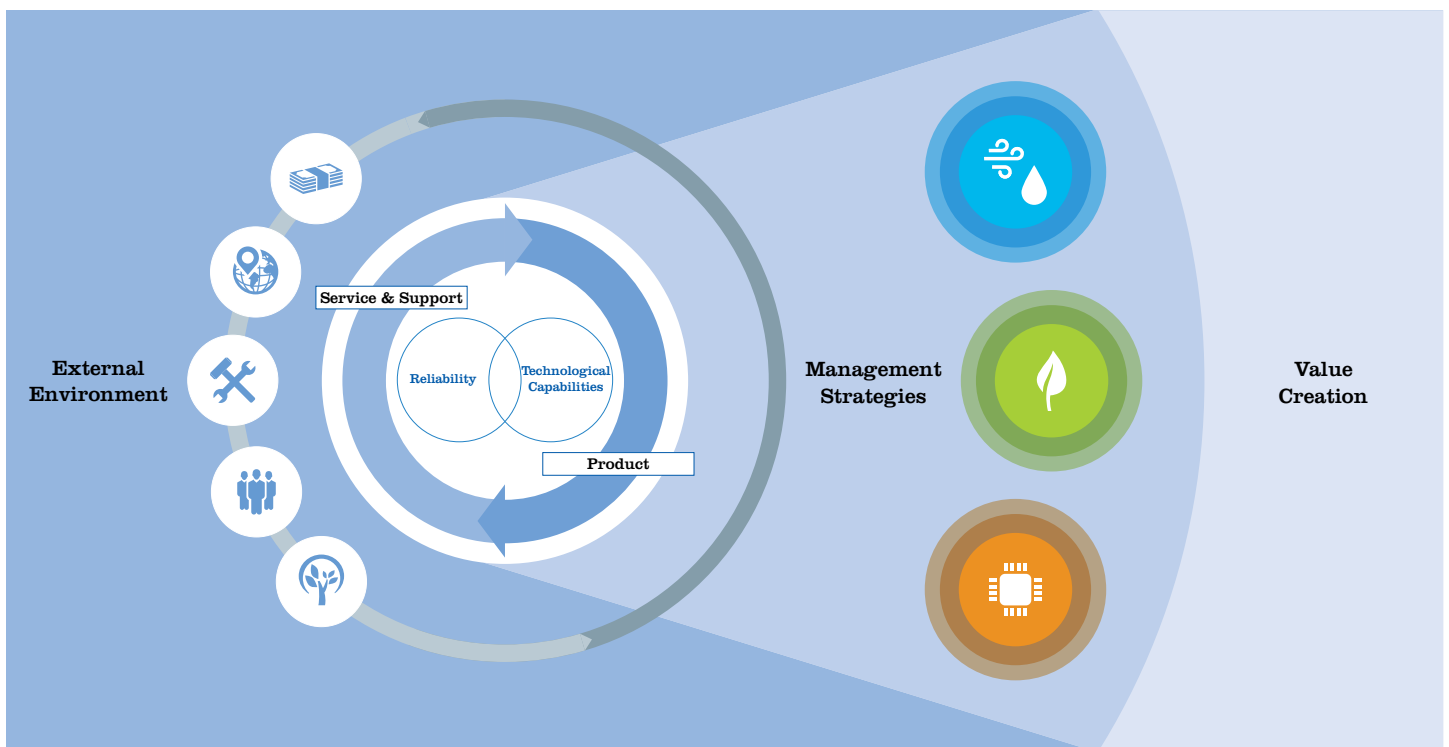 External
Environment
Service & Support
Reliability
Technological
Capabilities
Product
Management
Strategies
Value
Creation